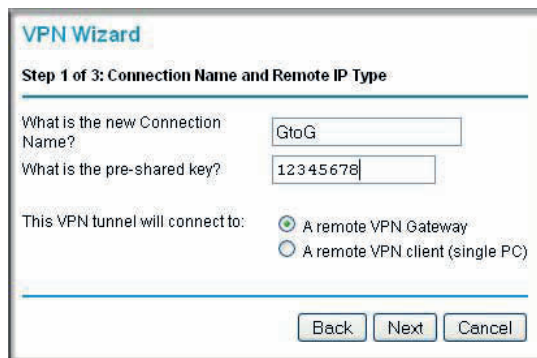 VPN Wizard
Step 1 of 3: Connection Name and Remote IP Type
What is the new Connection
Name?
GtoG
What is the pre-shared key?
12345678
This VPN tunnel will connect to:
A remote VPN Gateway
A remote VPN client (single PC)
Back
Next
Cancel